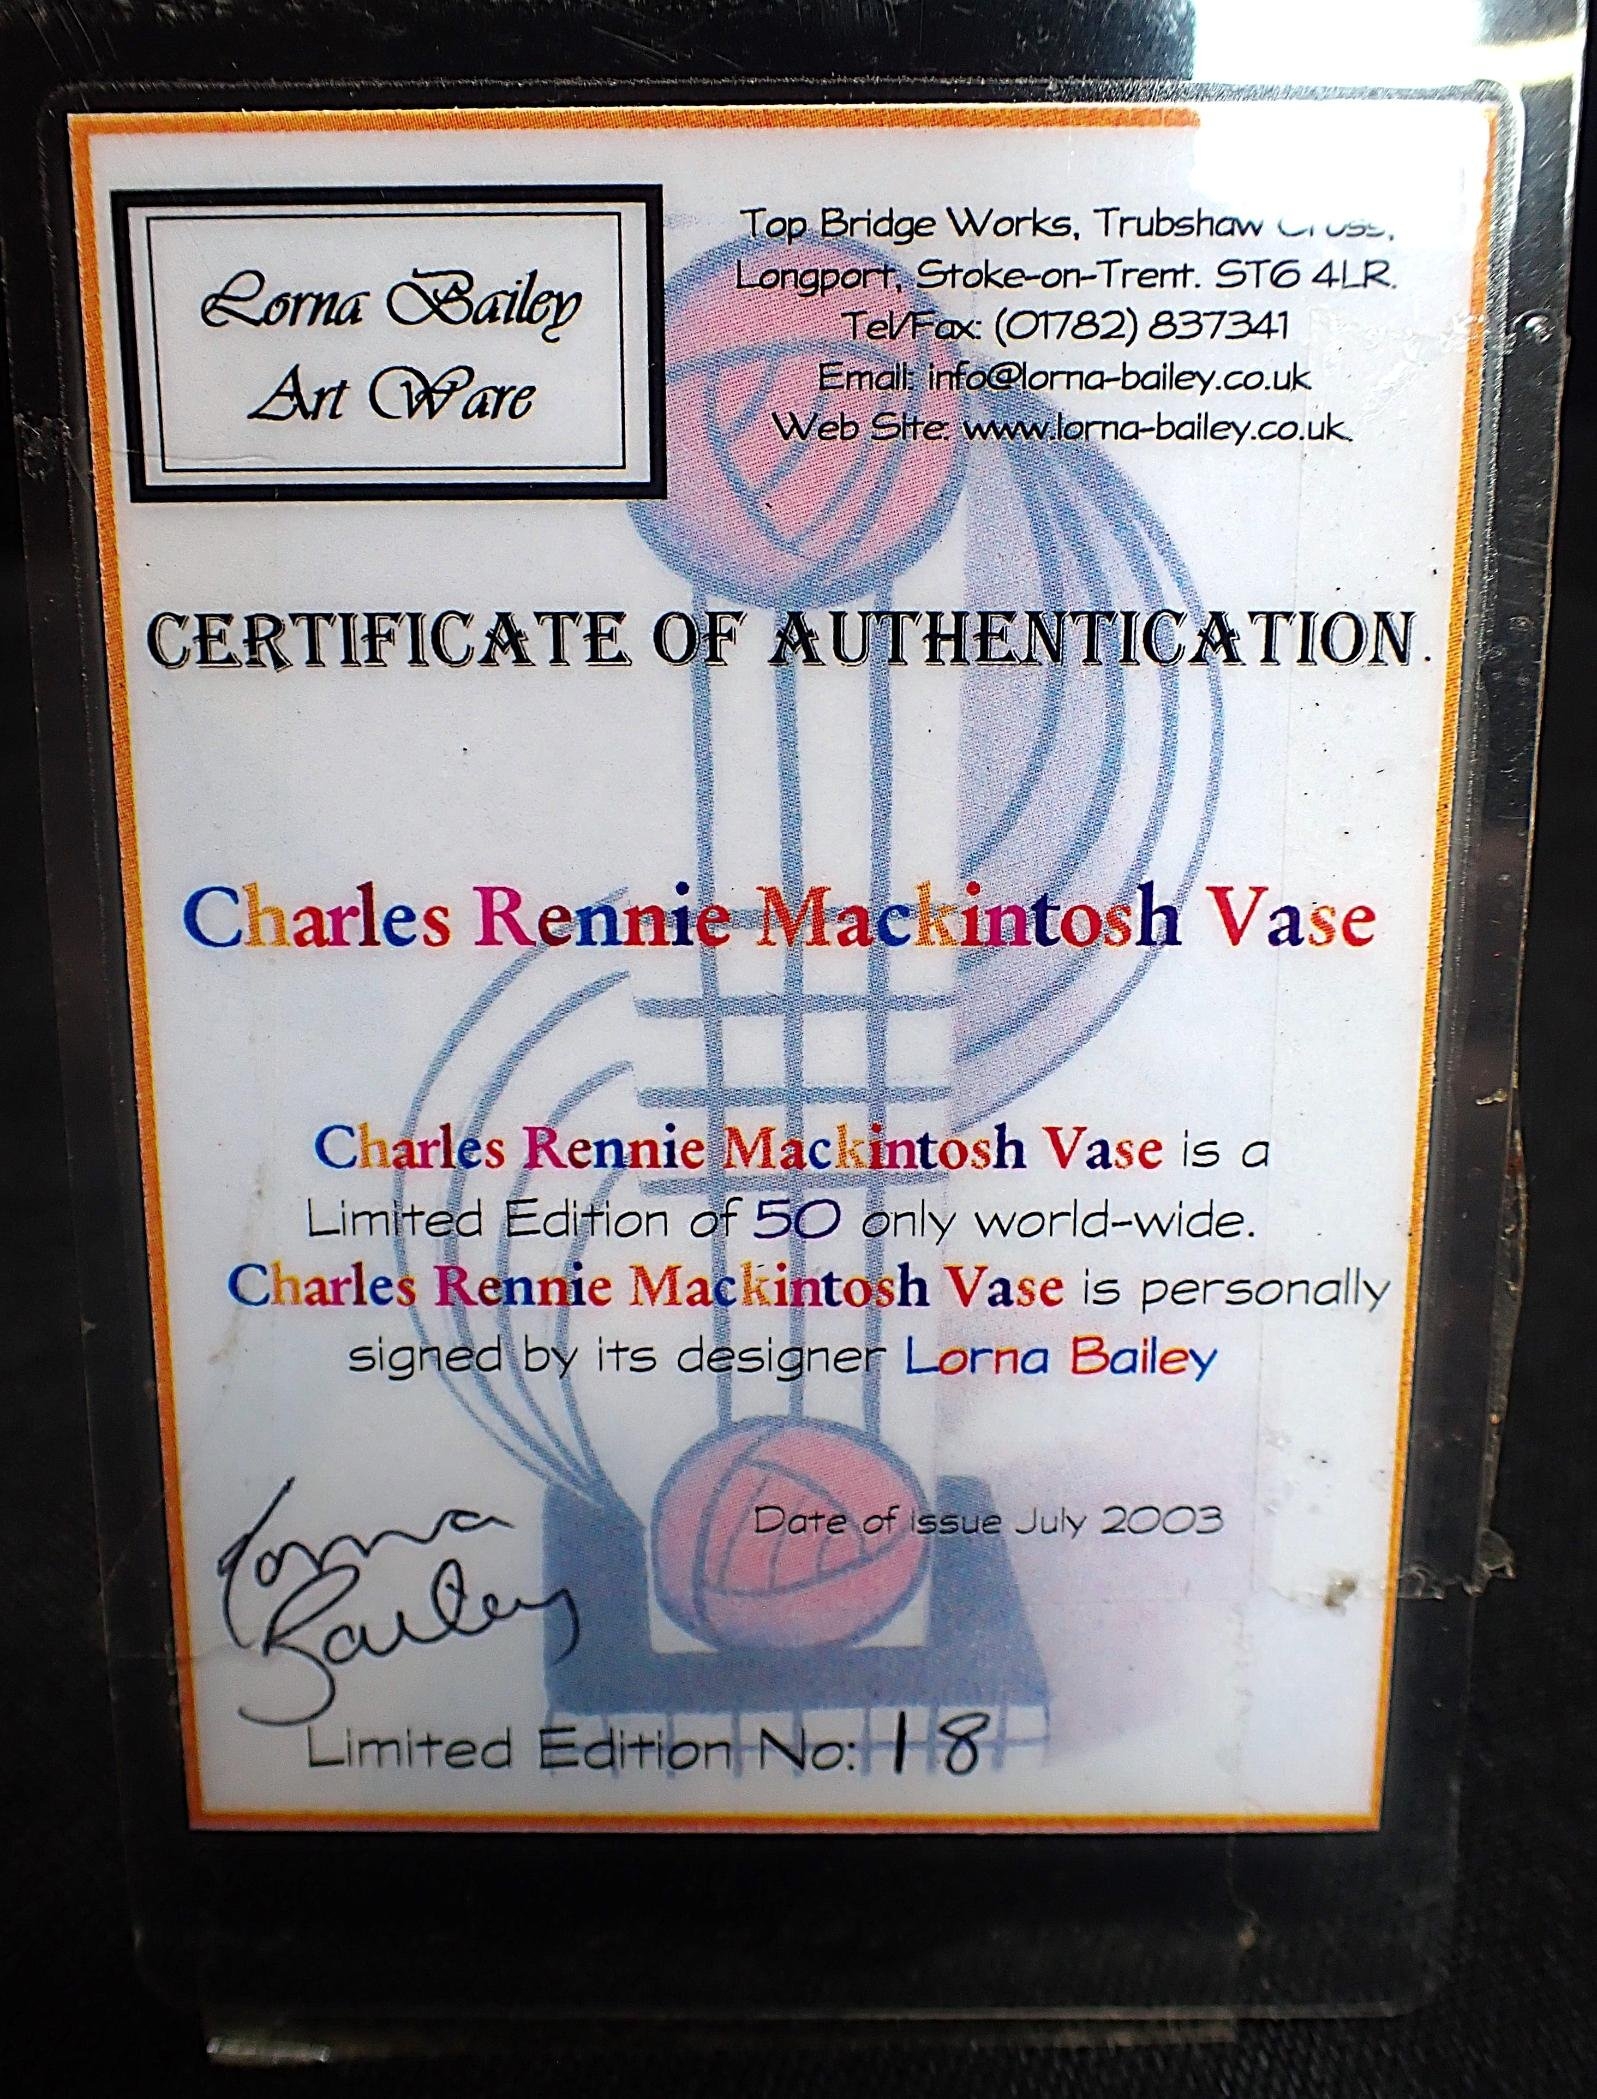 Lorna Bailey
Art Ware
Top Bridge Works, Trubshaw Cross,
Longport, Stoke-on-Trent. ST6 4LR.
Tel/Fax: (01782) 837341
Email: info@lorna-bailey.co.uk
Web Site: www.lorna-bailey.co.uk.
CERTIFICATE OF AUTHENTICATION.
Charles Rennie Mackintosh Vase
Charles Rennie Mackintosh Vase is a
Limited Edition of 50 only world-wide.
Charles Rennie Mackintosh Vase is personally
signed by its designer Lorna Bailey
Date of issue July 2003
Lorna
Bailey
Limited Edition No: 18